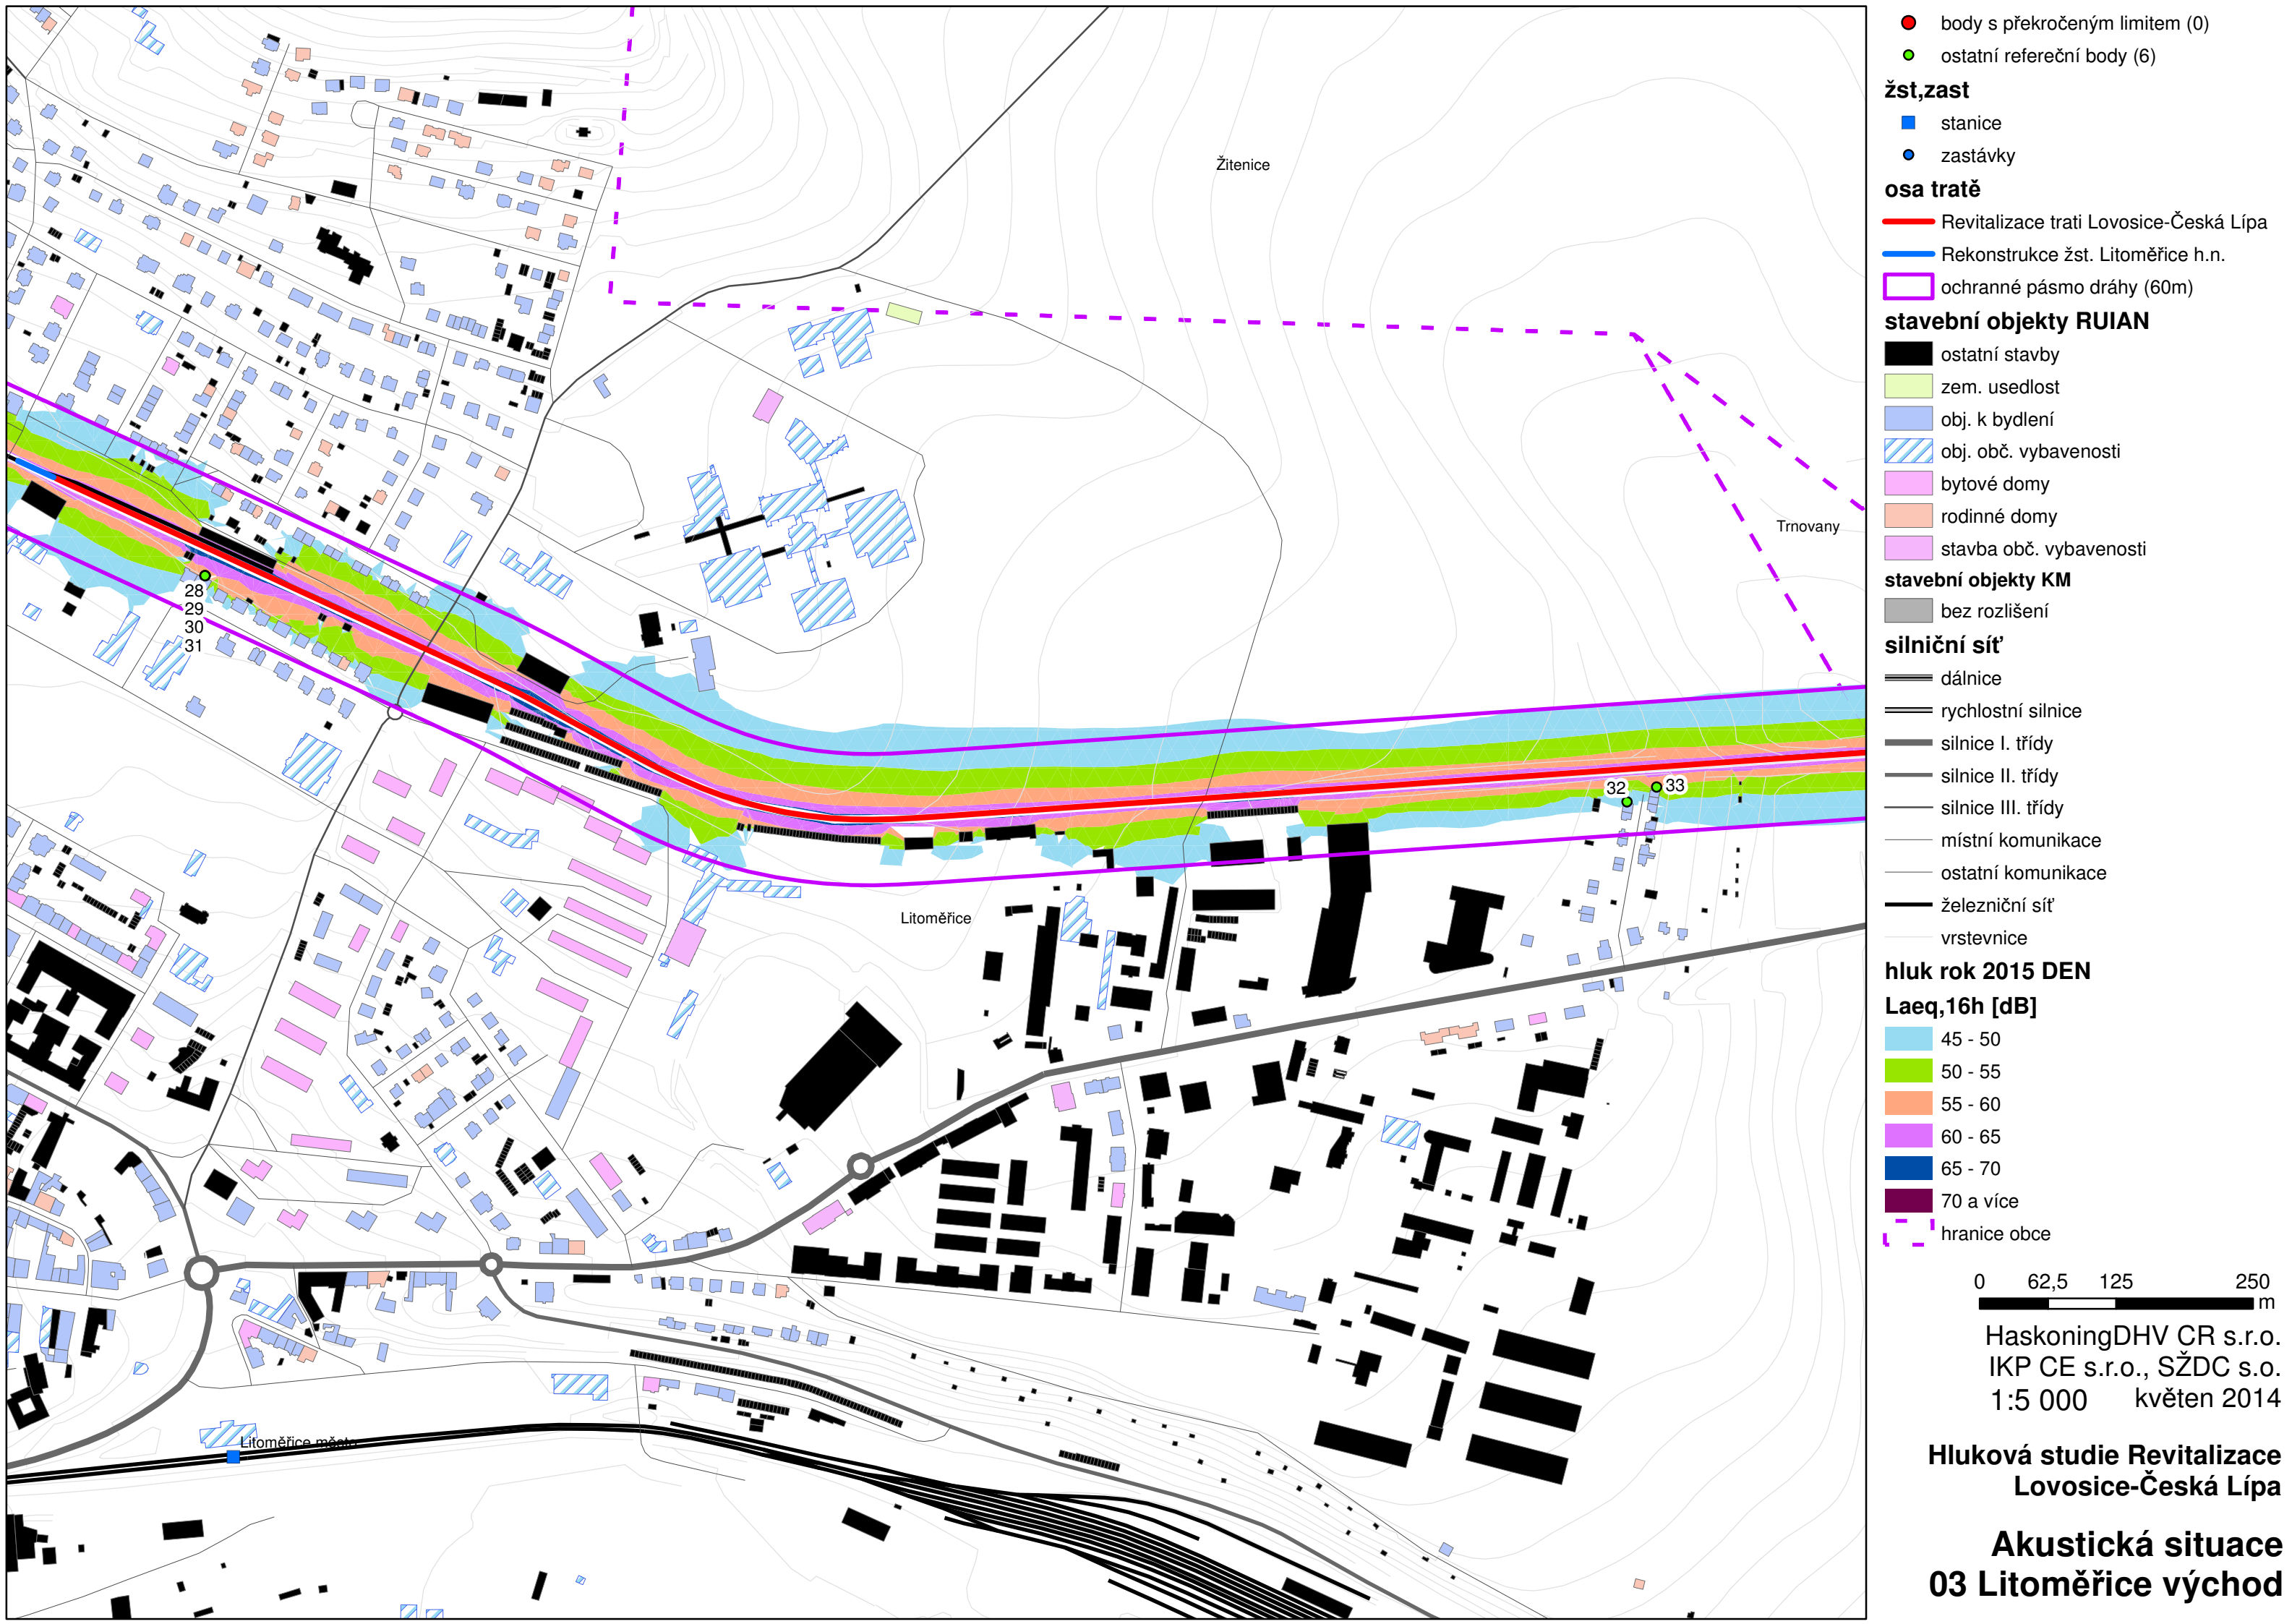 Žitenice
Trnovany
28
29
30
31
32
33
Litoměřice
Litoměřice město
body s překročeným limitem (0)
ostatní refereční body (6)
žst,zast
stanice
zastávky
osa tratě
Revitalizace trati Lovosice-Česká Lípa
Rekonstrukce žst. Litoměřice h.n.
ochranné pásmo dráhy (60m)
stavební objekty RUIAN
ostatní stavby
zem. usedlost
obj. k bydlení
obj. obč. vybavenosti
bytové domy
rodinné domy
stavba obč. vybavenosti
stavební objekty KM
bez rozlišení
silniční síť
dálnice
rychlostní silnice
silnice I. třídy
silnice II. třídy
silnice III. třídy
místní komunikace
ostatní komunikace
železniční síť
vrstevnice
hluk rok 2015 DEN
Laeq,16h [dB]
45 - 50
50 - 55
55 - 60
60 - 65
65 - 70
70 a více
hranice obce
0 62,5 125 250
m
HaskoningDHV CR s.r.o.
IKP CE s.r.o., SŽDC s.o.
1:5 000 květen 2014
Hluková studie Revitalizace
Lovosice-Česká Lípa
Akustická situace
03 Litoměřice východ